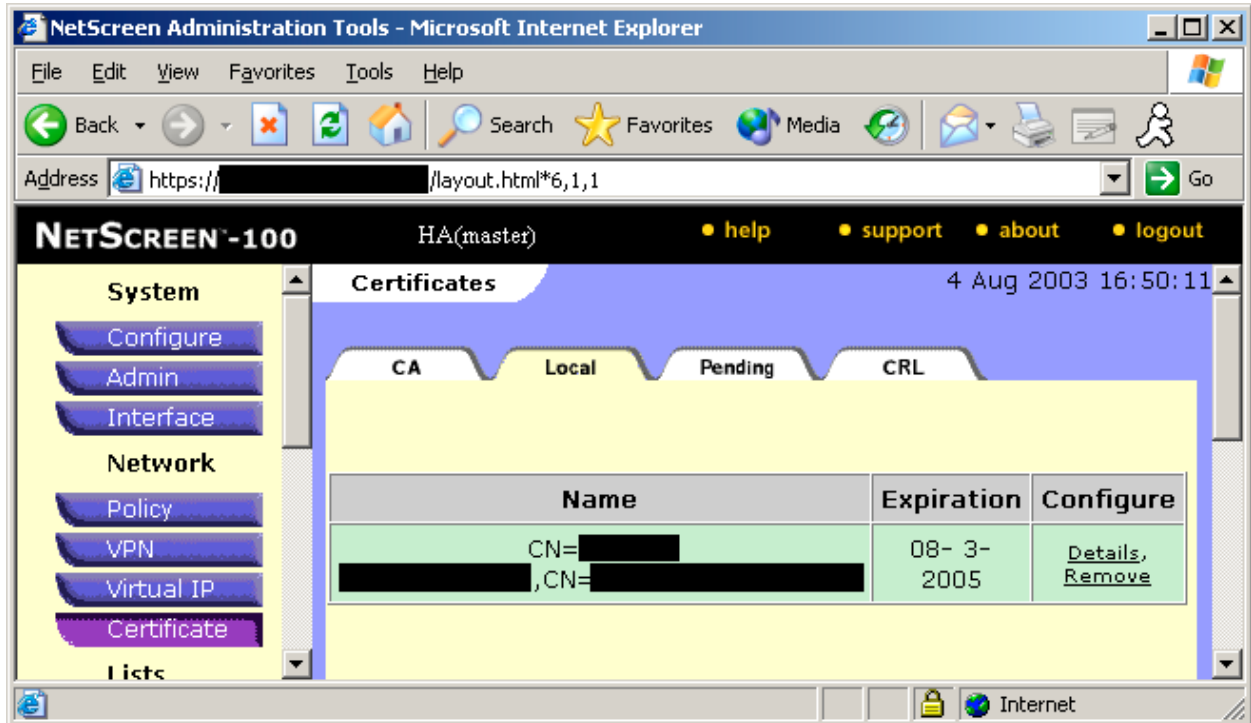 NetScreen Administration Tools - Microsoft Internet Explorer
File Edit View Favorites Tools Help
Back Search Favorites Media
Address https:// /layout.html*6,1,1 Go
NETSCREEN™-100 HA(master) help support about logout
System
Configure
Admin
Interface
Network
Policy
VPN
Virtual IP
Certificate
Lists
Certificates 4 Aug 2003 16:50:11
CA Local Pending CRL
Name Expiration Configure
CN= 08- 3- Details,
,CN= 2005 Remove
Internet